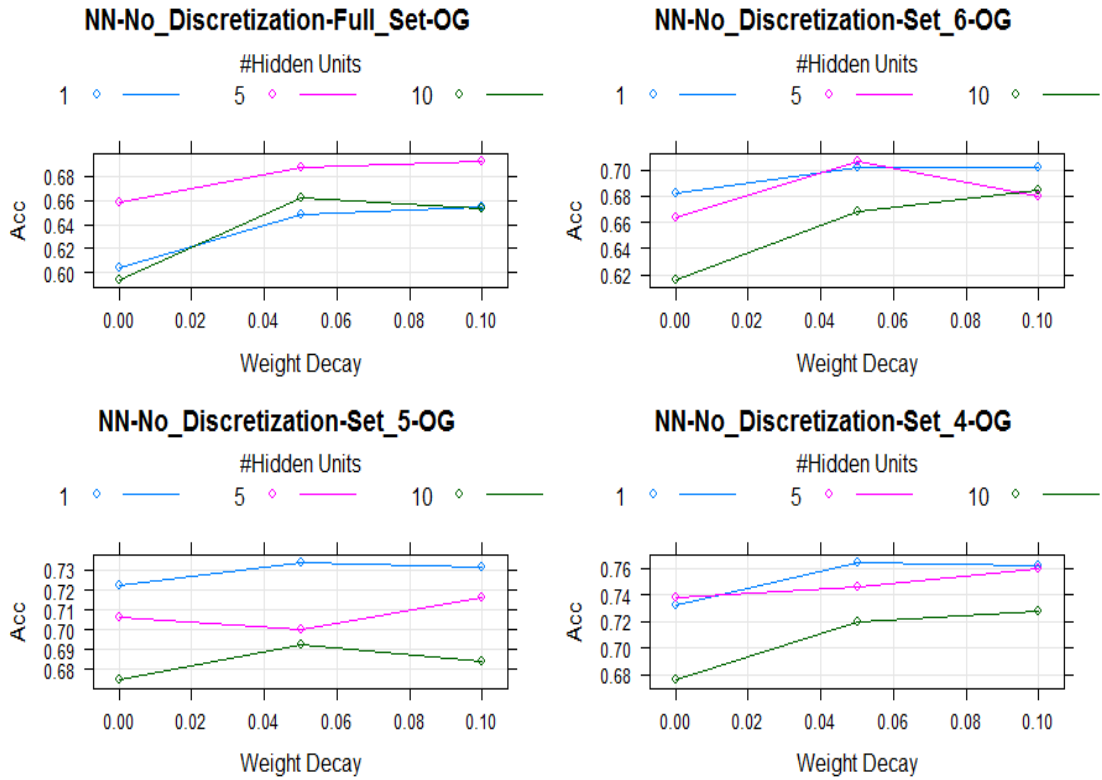 NN-No_Discretization-Full_Set-OG
#Hidden Units
1 5 10
0.68
0.66
0.64
0.62
0.60
Acc
0.00 0.02 0.04 0.06 0.08 0.10
Weight Decay
NN-No_Discretization-Set_6-OG
#Hidden Units
1 5 10
0.70
0.68
0.66
0.64
0.62
Acc
0.00 0.02 0.04 0.06 0.08 0.10
Weight Decay
NN-No_Discretization-Set_5-OG
#Hidden Units
1 5 10
0.73
0.72
0.71
0.70
0.69
0.68
Acc
0.00 0.02 0.04 0.06 0.08 0.10
Weight Decay
NN-No_Discretization-Set_4-OG
#Hidden Units
1 5 10
0.76
0.74
0.72
0.70
0.68
Acc
0.00 0.02 0.04 0.06 0.08 0.10
Weight Decay